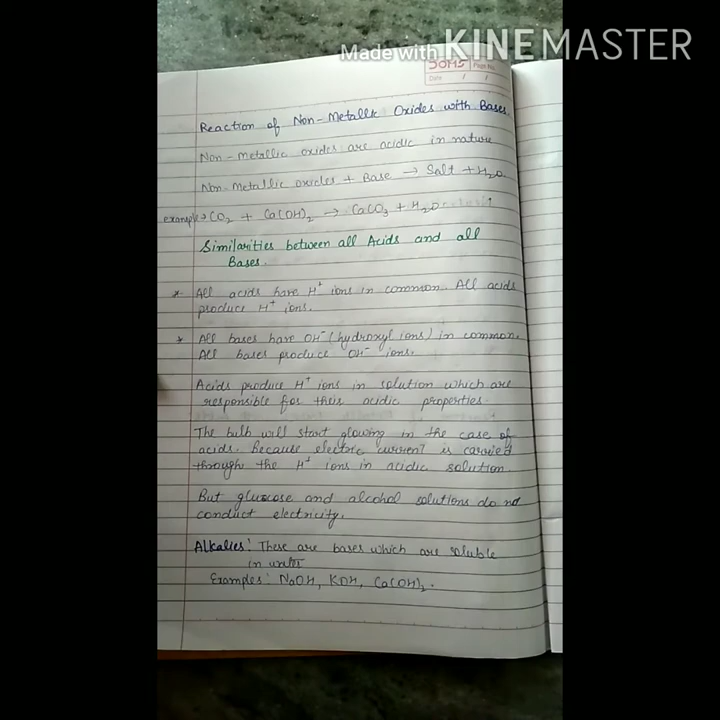 Made with KINEMASTER
SOMS Page No.
Date / /
Reaction of Non-Metallic Oxides with Bases.
Non-Metallic oxides are acidic in nature
Non-Metallic oxides + Base → Salt + H₂O.
example → CO₂ + Ca(OH)₂ → CaCO₃ + H₂O
Similarities between all Acids and all
Bases.
* All acids have H⁺ ions in common. All acids
produce H⁺ ions.
* All bases have OH⁻ (hydroxyl ions) in common.
All bases produce OH⁻ ions.
Acids produce H⁺ ions in solution which are
responsible for their acidic properties.
The bulb will start glowing in the case of
acids. Because electric current is carried
through the H⁺ ions in acidic solution.
But glucose and alcohol solutions do not
conduct electricity.
Alkalies: These are bases which are soluble
in water
Examples: NaOH, KOH, Ca(OH)₂.